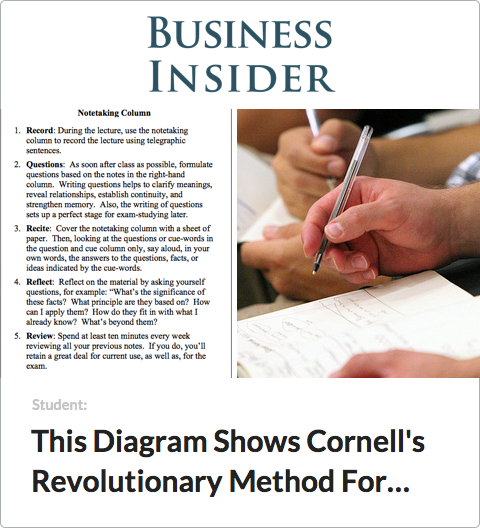 BUSINESS
INSIDER
Notetaking Column
1. Record: During the lecture, use the notetaking
column to record the lecture using telegraphic
sentences.
2. Questions: As soon after class as possible, formulate
questions based on the notes in the right-hand
column. Writing questions helps to clarify meanings,
reveal relationships, establish continuity, and
strengthen memory. Also, the writing of questions
sets up a perfect stage for exam-studying later.
3. Recite: Cover the notetaking column with a sheet of
paper. Then, looking at the questions or cue-words in
the question and cue column only, say aloud, in your
own words, the answers to the questions, facts, or
ideas indicated by the cue-words.
4. Reflect: Reflect on the material by asking yourself
questions, for example: “What’s the significance of
these facts? What principle are they based on? How
can I apply them? How do they fit in with what I
already know? What’s beyond them?
5. Review: Spend at least ten minutes every week
reviewing all your previous notes. If you do, you’ll
retain a great deal for current use, as well as, for the
exam.
Student:
This Diagram Shows Cornell's
Revolutionary Method For...